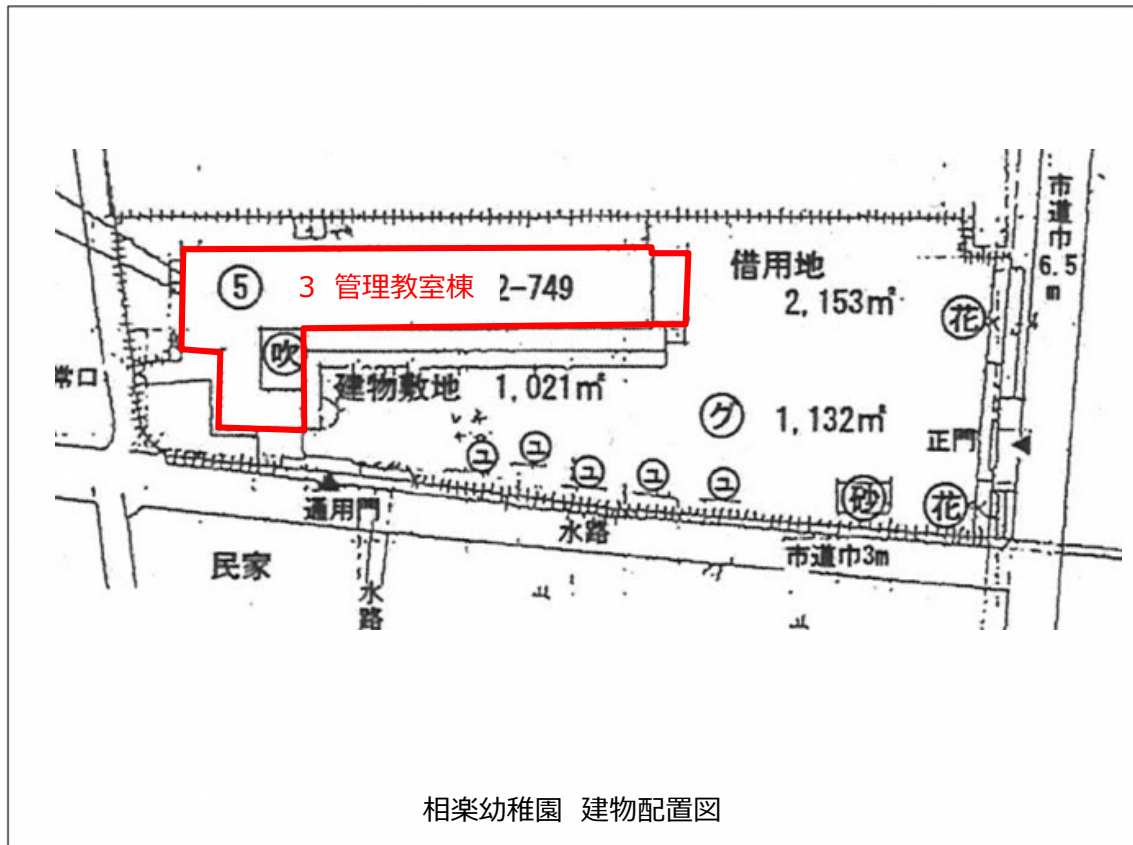 市道巾6.5m
借用地
2,153㎡
⑤ 3 管理教室棟 2-749
花
吹
建物敷地 1,021㎡
グ 1,132㎡
正門
ユ ユ ユ ユ ユ
砂 花
通用門
水路
市道巾3m
民家
水路
相楽幼稚園 建物配置図